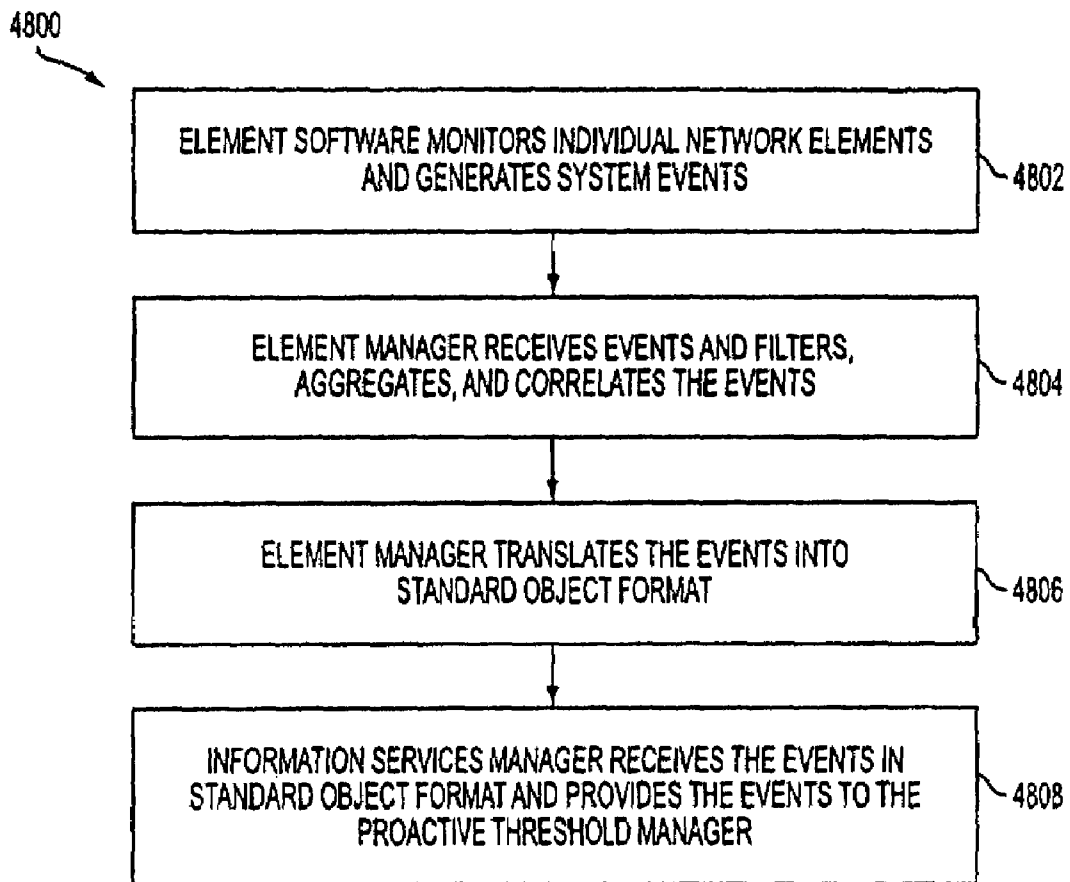 4800
ELEMENT SOFTWARE MONITORS INDIVIDUAL NETWORK ELEMENTS
AND GENERATES SYSTEM EVENTS
4802
ELEMENT MANAGER RECEIVES EVENTS AND FILTERS,
AGGREGATES, AND CORRELATES THE EVENTS
4804
ELEMENT MANAGER TRANSLATES THE EVENTS INTO
STANDARD OBJECT FORMAT
4806
INFORMATION SERVICES MANAGER RECEIVES THE EVENTS IN
STANDARD OBJECT FORMAT AND PROVIDES THE EVENTS TO THE
PROACTIVE THRESHOLD MANAGER
4808